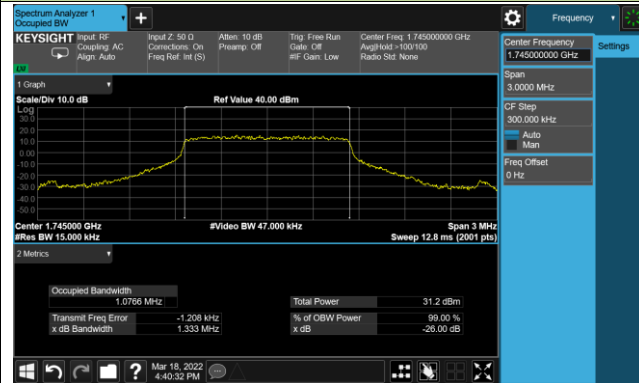 Spectrum Analyzer 1
Occupied BW
Frequency
KEYSIGHT
Input: RF
Coupling: AC
Align: Auto
Input Z: 50 Ω
Corrections: On
Freq Ref: Int (S)
Atten: 10 dB
Preamp: Off
Trig: Free Run
Gate: Off
#IF Gain: Low
Center Freq: 1.745000000 GHz
Avg|Hold:>100/100
Radio Std: None
Center Frequency
1.745000000 GHz
Settings
Span
3.0000 MHz
CF Step
300.000 kHz
Auto
Man
Freq Offset
0 Hz
1 Graph
Scale/Div 10.0 dB
Ref Value 40.00 dBm
Log
30.0
20.0
10.0
0.00
-10.0
-20.0
-30.0
-40.0
-50.0
Center 1.745000 GHz
#Video BW 47.000 kHz
Span 3 MHz
#Res BW 15.000 kHz
Sweep 12.8 ms (2001 pts)
2 Metrics
Occupied Bandwidth
1.0766 MHz
Total Power
31.2 dBm
Transmit Freq Error
-1.208 kHz
% of OBW Power
99.00 %
x dB Bandwidth
1.333 MHz
x dB
-26.00 dB
Mar 18, 2022
4:40:32 PM